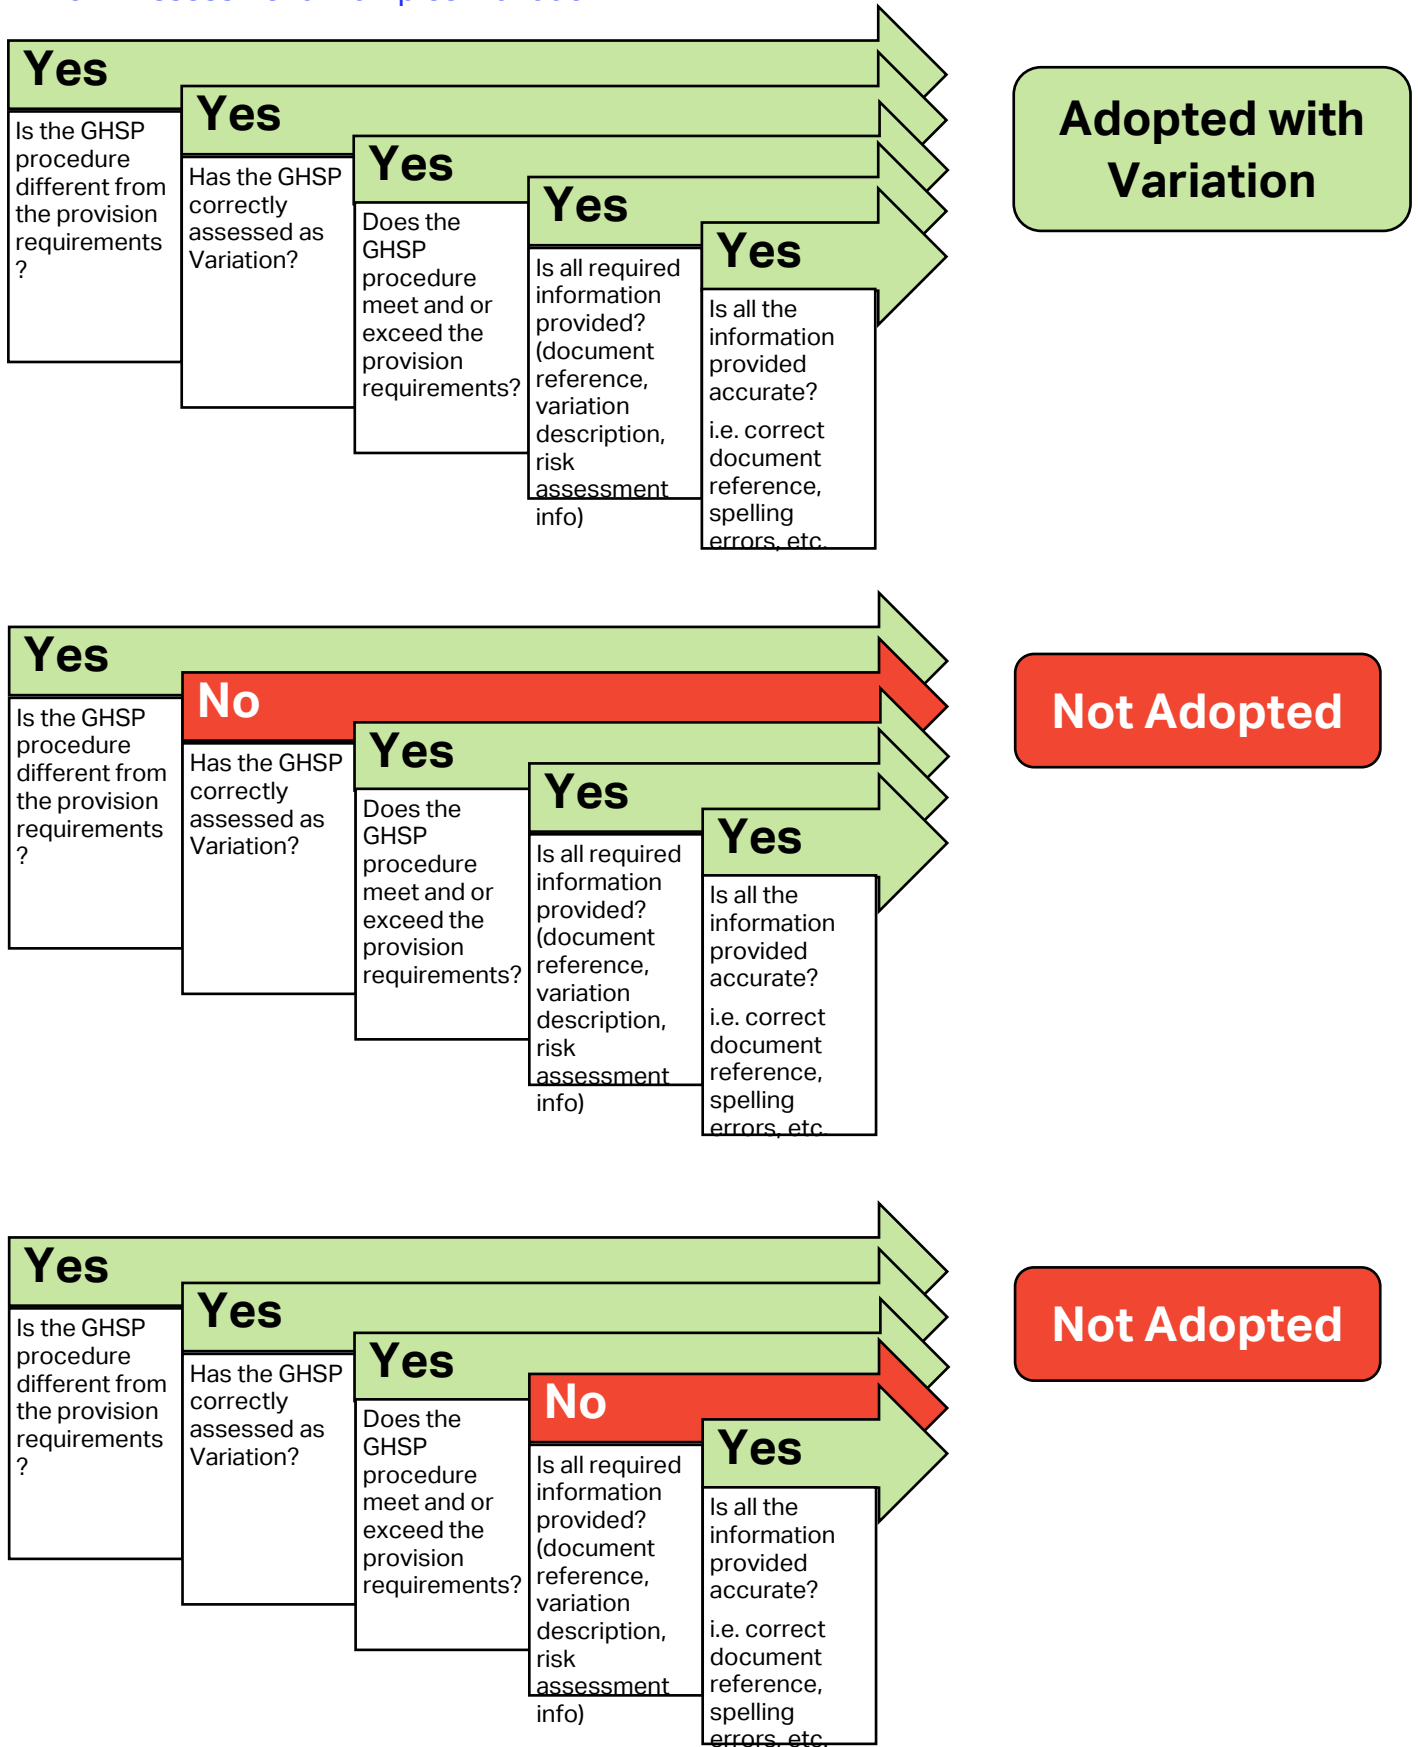 Yes
Is the GHSP
procedure
different from
the provision
requirements
?
Yes
Has the GHSP
correctly
assessed as
Variation?
Yes
Does the
GHSP
procedure
meet and or
exceed the
provision
requirements?
Yes
Is all required
information
provided?
(document
reference,
variation
description,
risk
assessment
info)
Yes
Is all the
information
provided
accurate?
i.e. correct
document
reference,
spelling
errors, etc.
Adopted with
Variation
Yes
Is the GHSP
procedure
different from
the provision
requirements
?
No
Has the GHSP
correctly
assessed as
Variation?
Yes
Does the
GHSP
procedure
meet and or
exceed the
provision
requirements?
Yes
Is all required
information
provided?
(document
reference,
variation
description,
risk
assessment
info)
Yes
Is all the
information
provided
accurate?
i.e. correct
document
reference,
spelling
errors, etc.
Not Adopted
Yes
Is the GHSP
procedure
different from
the provision
requirements
?
Yes
Has the GHSP
correctly
assessed as
Variation?
Yes
Does the
GHSP
procedure
meet and or
exceed the
provision
requirements?
No
Is all required
information
provided?
(document
reference,
variation
description,
risk
assessment
info)
Yes
Is all the
information
provided
accurate?
i.e. correct
document
reference,
spelling
errors, etc.
Not Adopted